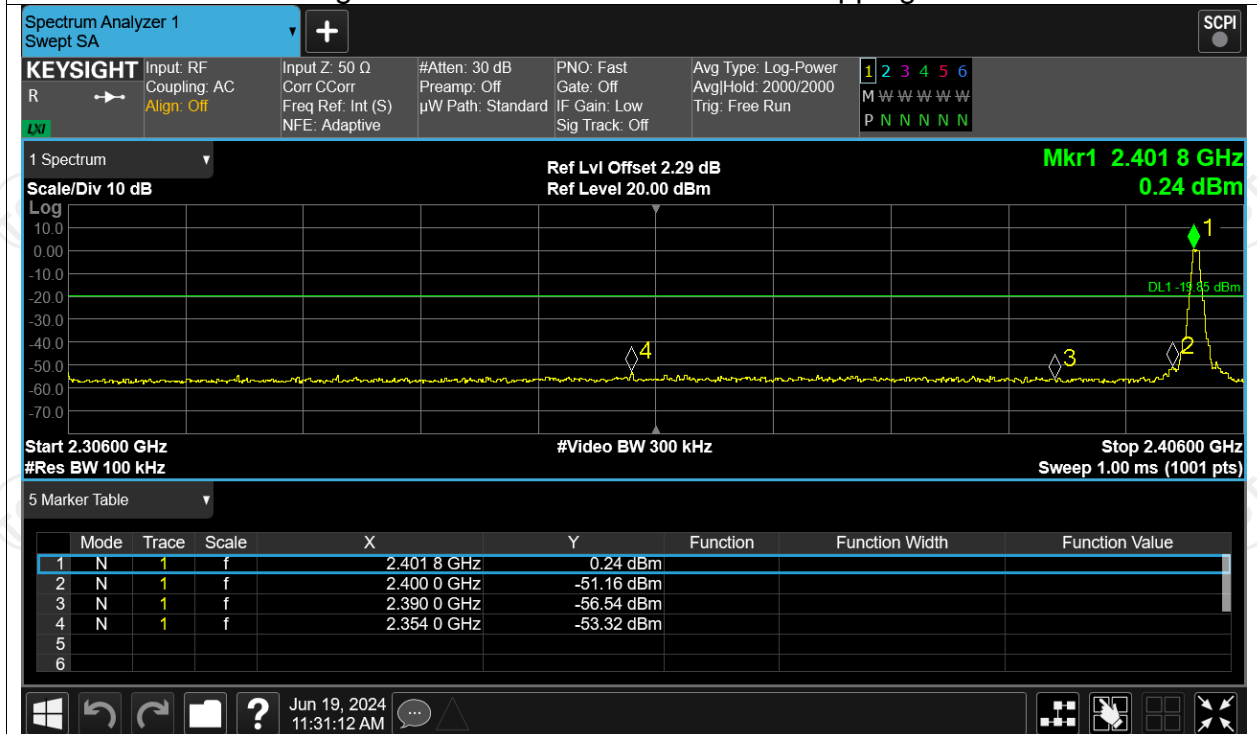 Spectrum Analyzer 1
Swept SA
+
SCPI
KEYSIGHT
R
LXI
Input: RF
Coupling: AC
Align: Off
Input Z: 50 Ω
Corr CCorr
Freq Ref: Int (S)
NFE: Adaptive
#Atten: 30 dB
Preamp: Off
µW Path: Standard
PNO: Fast
Gate: Off
IF Gain: Low
Sig Track: Off
Avg Type: Log-Power
Avg|Hold: 2000/2000
Trig: Free Run
1 2 3 4 5 6
M W W W W W
P N N N N N
1 Spectrum
Scale/Div 10 dB
Ref Lvl Offset 2.29 dB
Ref Level 20.00 dBm
Mkr1 2.401 8 GHz
0.24 dBm
Log
10.0
0.00
-10.0
-20.0
-30.0
-40.0
-50.0
-60.0
-70.0
1
DL1 -19.85 dBm
4
3
2
Start 2.30600 GHz
#Video BW 300 kHz
Stop 2.40600 GHz
#Res BW 100 kHz
Sweep 1.00 ms (1001 pts)
5 Marker Table
Mode Trace Scale X Y Function Function Width Function Value
1 N 1 f 2.401 8 GHz 0.24 dBm
2 N 1 f 2.400 0 GHz -51.16 dBm
3 N 1 f 2.390 0 GHz -56.54 dBm
4 N 1 f 2.354 0 GHz -53.32 dBm
5
6
?
Jun 19, 2024
11:31:12 AM